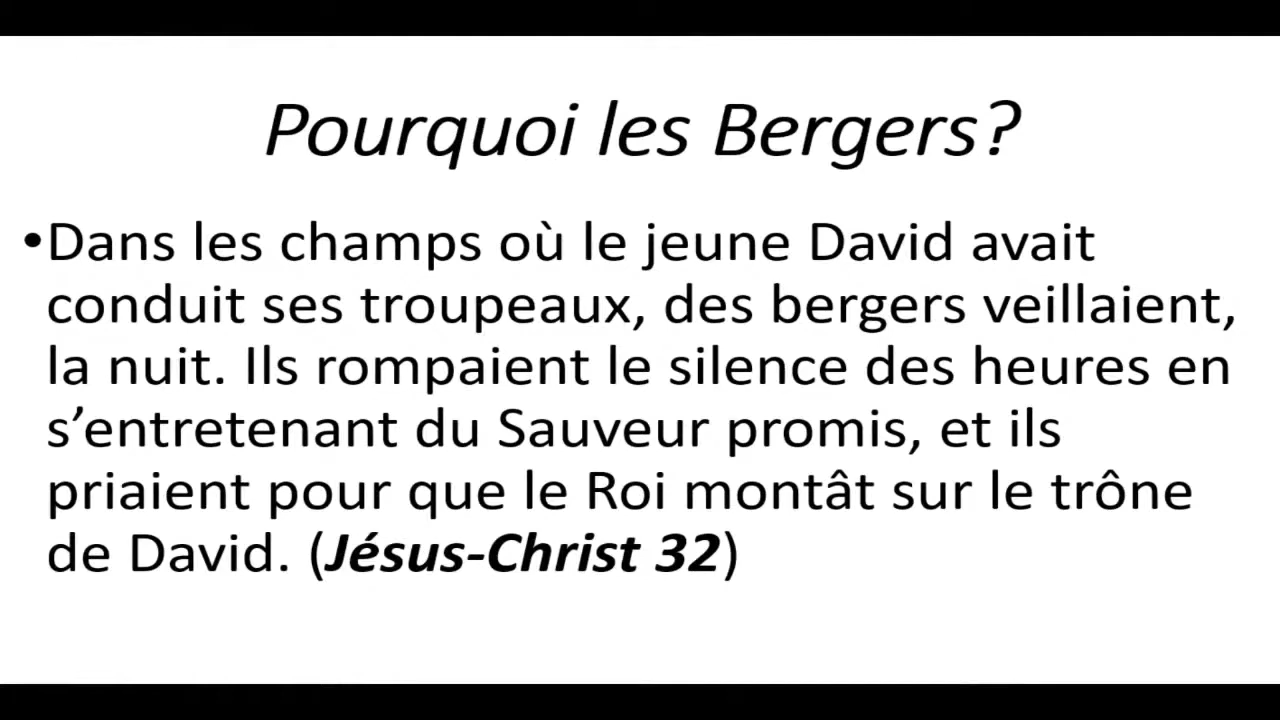 Pourquoi les Bergers?
•Dans les champs où le jeune David avait
conduit ses troupeaux, des bergers veillaient,
la nuit. Ils rompaient le silence des heures en
s’entretenant du Sauveur promis, et ils
priaient pour que le Roi montât sur le trône
de David. (Jésus-Christ 32)